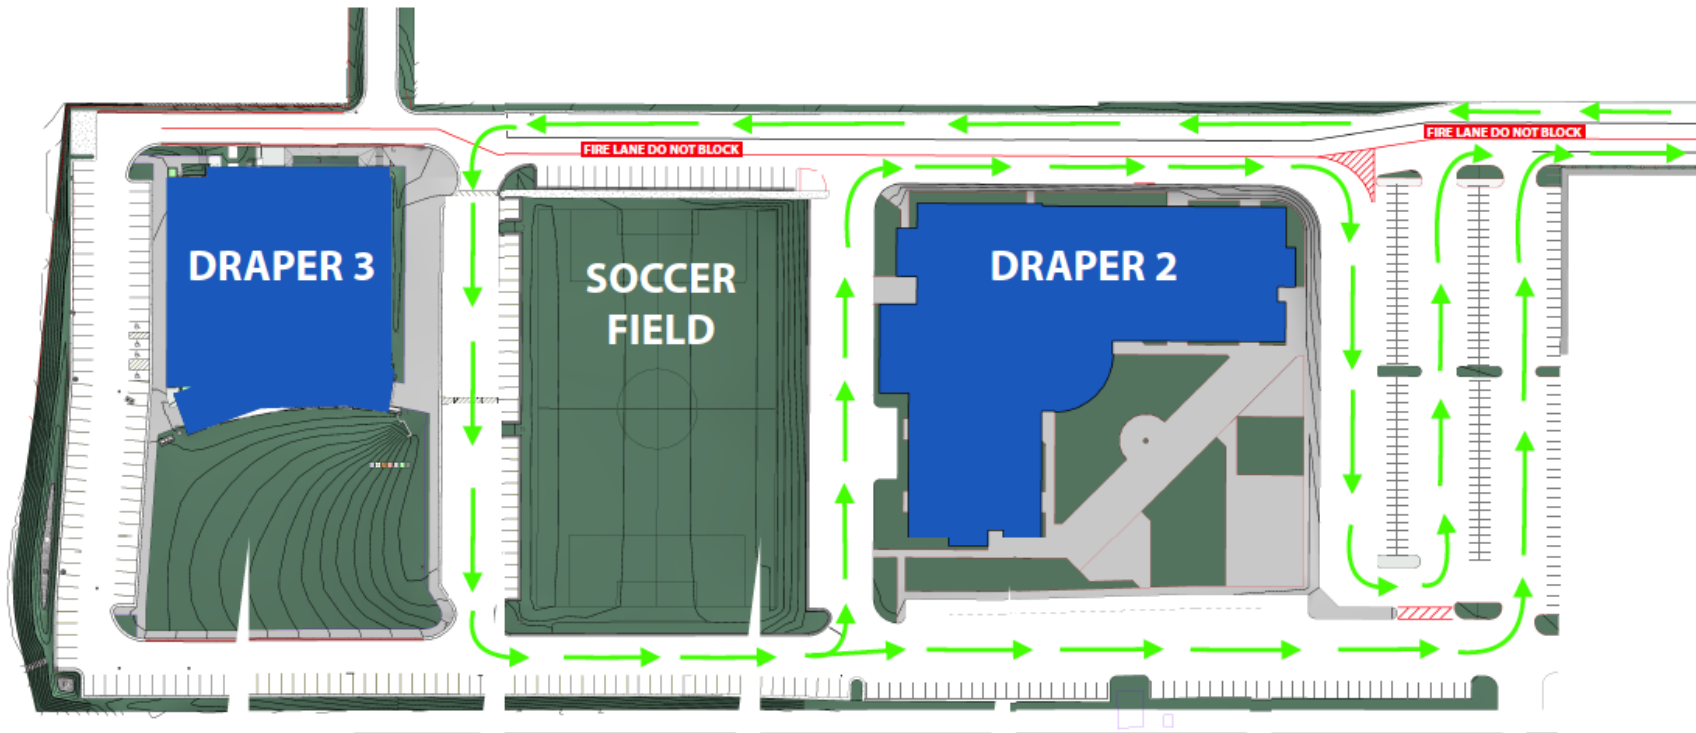 FIRE LANE DO NOT BLOCK
FIRE LANE DO NOT BLOCK
DRAPER 3
SOCCER
FIELD
DRAPER 2